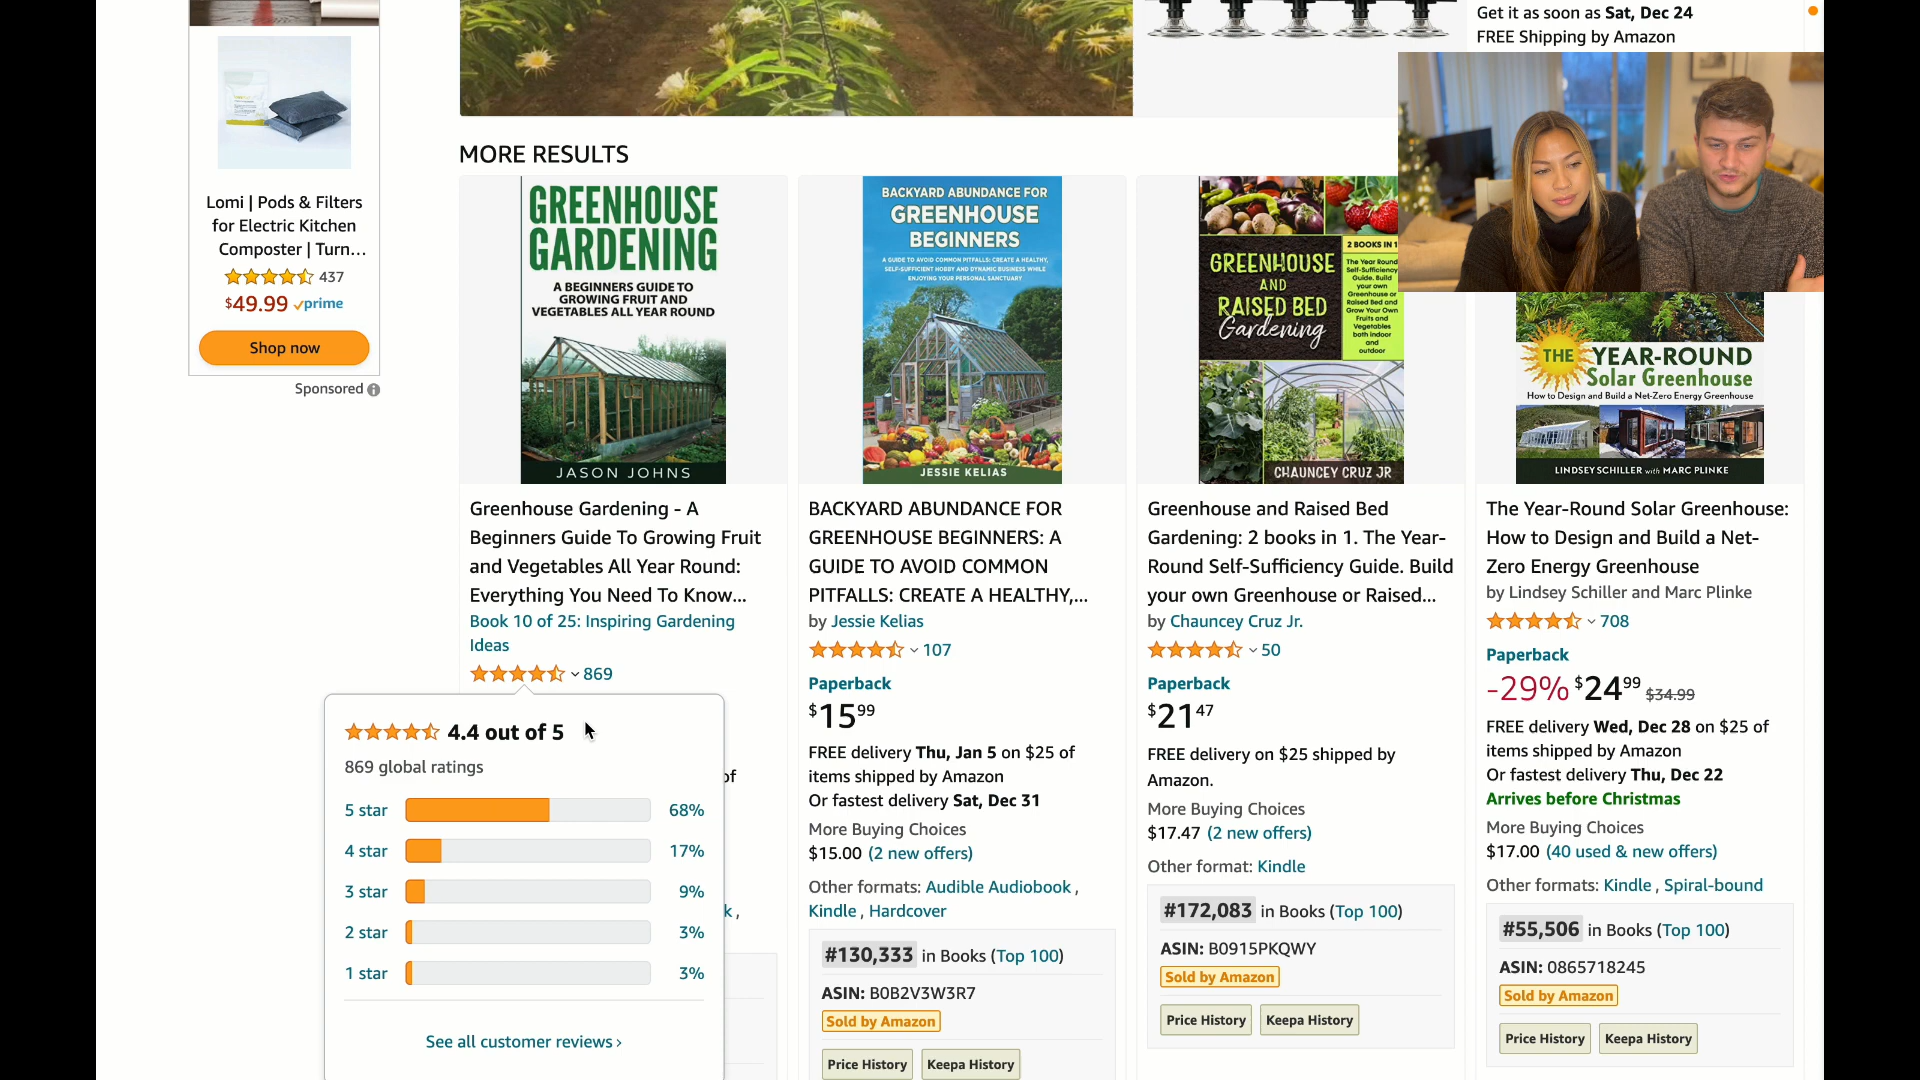 Get it as soon as Sat, Dec 24
FREE Shipping by Amazon
Lomi | Pods & Filters
for Electric Kitchen
Composter | Turn...
437
$49.99 prime
Shop now
Sponsored
MORE RESULTS
GREENHOUSE
GARDENING
A BEGINNERS GUIDE TO
GROWING FRUIT AND
VEGETABLES ALL YEAR ROUND
JASON JOHNS
Greenhouse Gardening - A
Beginners Guide To Growing Fruit
and Vegetables All Year Round:
Everything You Need To Know...
Book 10 of 25: Inspiring Gardening
Ideas
869
4.4 out of 5
869 global ratings
5 star 68%
4 star 17%
3 star 9%
2 star 3%
1 star 3%
See all customer reviews ›
of
k ,
BACKYARD ABUNDANCE FOR
GREENHOUSE
BEGINNERS
A GUIDE TO AVOID COMMON PITFALLS: CREATE A HEALTHY,
SELF-SUFFICIENT HOBBY AND DYNAMIC BUSINESS WHILE
ENJOYING YOUR PERSONAL SANCTUARY
JESSIE KELIAS
BACKYARD ABUNDANCE FOR
GREENHOUSE BEGINNERS: A
GUIDE TO AVOID COMMON
PITFALLS: CREATE A HEALTHY,...
by Jessie Kelias
107
Paperback
$15 99
FREE delivery Thu, Jan 5 on $25 of
items shipped by Amazon
Or fastest delivery Sat, Dec 31
More Buying Choices
$15.00 (2 new offers)
Other formats: Audible Audiobook ,
Kindle , Hardcover
#130,333 in Books (Top 100)
ASIN: B0B2V3W3R7
Sold by Amazon
Price History Keepa History
2 BOOKS IN 1
GREENHOUSE
AND
RAISED BED
Gardening
The Year Round
Self-Sufficiency
Guide. Build
your own
Greenhouse or
Raised Bed and
Grow Your Own
Fruits and
Vegetables
both indoor
and
outdoor
CHAUNCEY CRUZ JR
Greenhouse and Raised Bed
Gardening: 2 books in 1. The Year-
Round Self-Sufficiency Guide. Build
your own Greenhouse or Raised...
by Chauncey Cruz Jr.
50
Paperback
$21 47
FREE delivery on $25 shipped by
Amazon.
More Buying Choices
$17.47 (2 new offers)
Other format: Kindle
#172,083 in Books (Top 100)
ASIN: B0915PKQWY
Sold by Amazon
Price History Keepa History
THE YEAR-ROUND
Solar Greenhouse
How to Design and Build a Net-Zero Energy Greenhouse
LINDSEY SCHILLER with MARC PLINKE
The Year-Round Solar Greenhouse:
How to Design and Build a Net-
Zero Energy Greenhouse
by Lindsey Schiller and Marc Plinke
708
Paperback
-29% $24 99 $34.99
FREE delivery Wed, Dec 28 on $25 of
items shipped by Amazon
Or fastest delivery Thu, Dec 22
Arrives before Christmas
More Buying Choices
$17.00 (40 used & new offers)
Other formats: Kindle , Spiral-bound
#55,506 in Books (Top 100)
ASIN: 0865718245
Sold by Amazon
Price History Keepa History